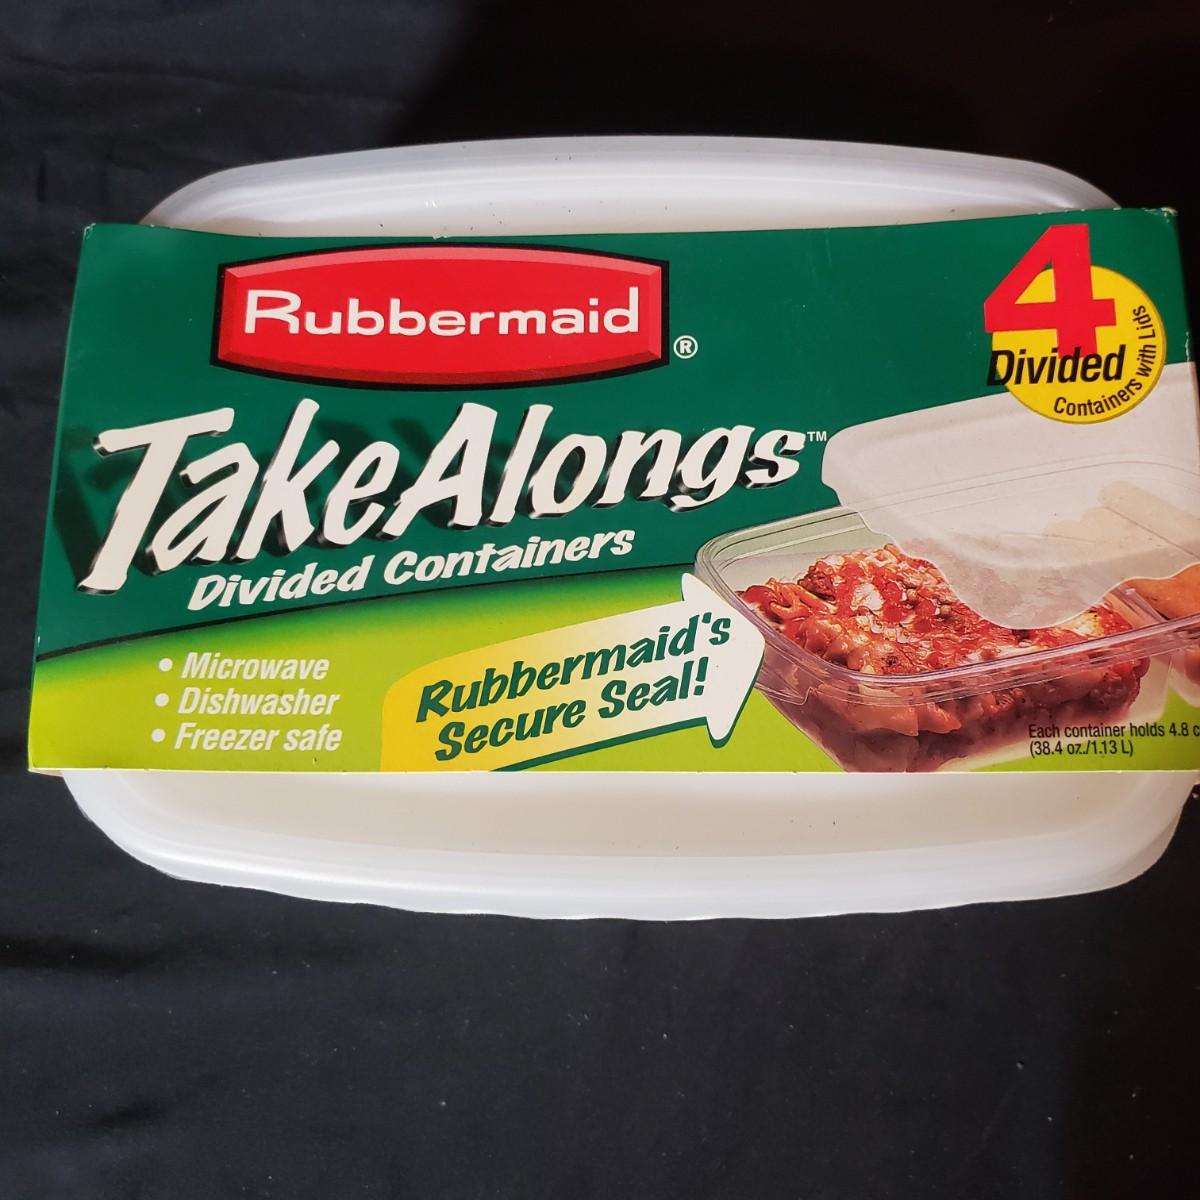 Rubbermaid®
4
Divided
Containers with Lids
TakeAlongs™
Divided Containers
• Microwave
• Dishwasher
• Freezer safe
Rubbermaid's
Secure Seal!
Each container holds 4.8 c
(38.4 oz./1.13 L)